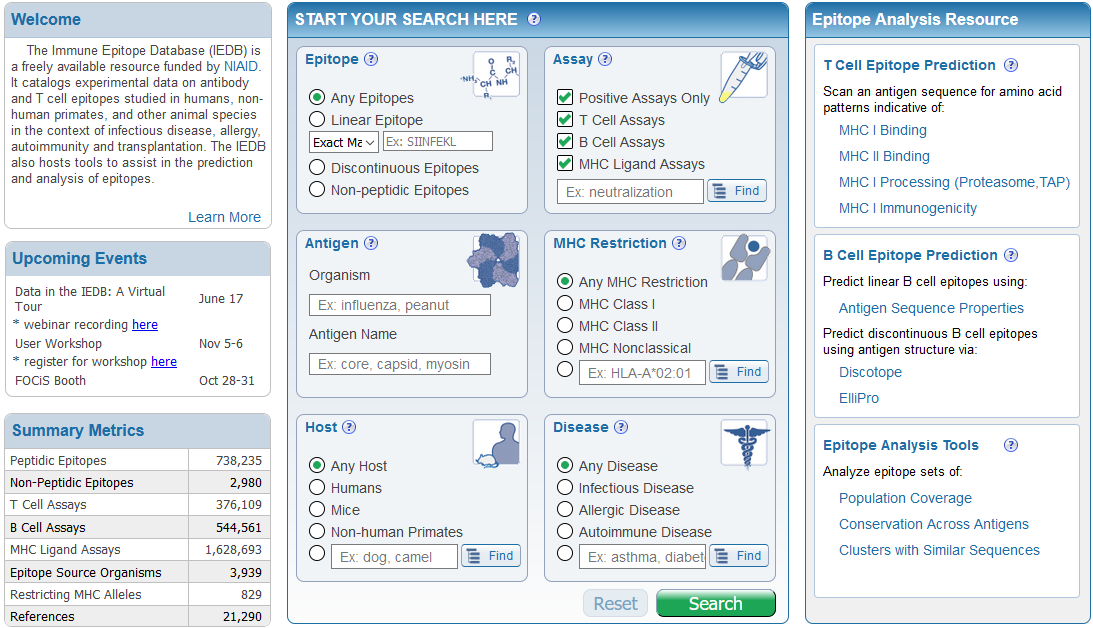 Welcome
The Immune Epitope Database (IEDB) is
a freely available resource funded by NIAID.
It catalogs experimental data on antibody
and T cell epitopes studied in humans, non-
human primates, and other animal species
in the context of infectious disease, allergy,
autoimmunity and transplantation. The IEDB
also hosts tools to assist in the prediction
and analysis of epitopes.
Learn More
Upcoming Events
Data in the IEDB: A Virtual
Tour
June 17
* webinar recording here
User Workshop Nov 5-6
* register for workshop here
FOCiS Booth Oct 28-31
Summary Metrics
Peptidic Epitopes 738,235
Non-Peptidic Epitopes 2,980
T Cell Assays 376,109
B Cell Assays 544,561
MHC Ligand Assays 1,628,693
Epitope Source Organisms 3,939
Restricting MHC Alleles 829
References 21,290
START YOUR SEARCH HERE ?
Epitope ?
R₂
O
C CH
-NH CH NH
R₁
Any Epitopes
Linear Epitope
Exact Ma Ex: SIINFEKL
Discontinuous Epitopes
Non-peptidic Epitopes
Assay ?
Positive Assays Only
T Cell Assays
B Cell Assays
MHC Ligand Assays
Ex: neutralization Find
Antigen ?
Organism
Ex: influenza, peanut
Antigen Name
Ex: core, capsid, myosin
MHC Restriction ?
Any MHC Restriction
MHC Class I
MHC Class II
MHC Nonclassical
Ex: HLA-A*02:01 Find
Host ?
Any Host
Humans
Mice
Non-human Primates
Ex: dog, camel Find
Disease ?
Any Disease
Infectious Disease
Allergic Disease
Autoimmune Disease
Ex: asthma, diabet Find
Reset Search
Epitope Analysis Resource
T Cell Epitope Prediction ?
Scan an antigen sequence for amino acid
patterns indicative of:
MHC I Binding
MHC II Binding
MHC I Processing (Proteasome,TAP)
MHC I Immunogenicity
B Cell Epitope Prediction ?
Predict linear B cell epitopes using:
Antigen Sequence Properties
Predict discontinuous B cell epitopes
using antigen structure via:
Discotope
ElliPro
Epitope Analysis Tools ?
Analyze epitope sets of:
Population Coverage
Conservation Across Antigens
Clusters with Similar Sequences